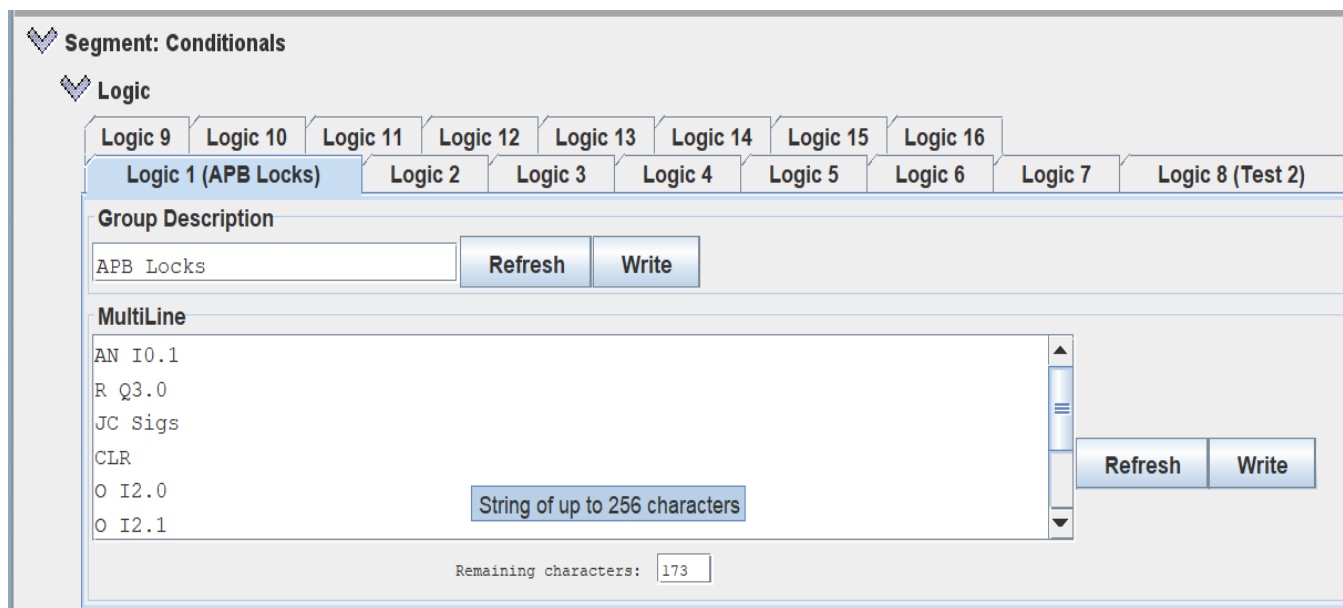 Segment: Conditionals
Logic
Logic 9 Logic 10 Logic 11 Logic 12 Logic 13 Logic 14 Logic 15 Logic 16
Logic 1 (APB Locks) Logic 2 Logic 3 Logic 4 Logic 5 Logic 6 Logic 7 Logic 8 (Test 2)
Group Description
APB Locks Refresh Write
MultiLine
AN I0.1
R Q3.0
JC Sigs
CLR
Refresh Write
O I2.0
String of up to 256 characters
O I2.1
Remaining characters: 173